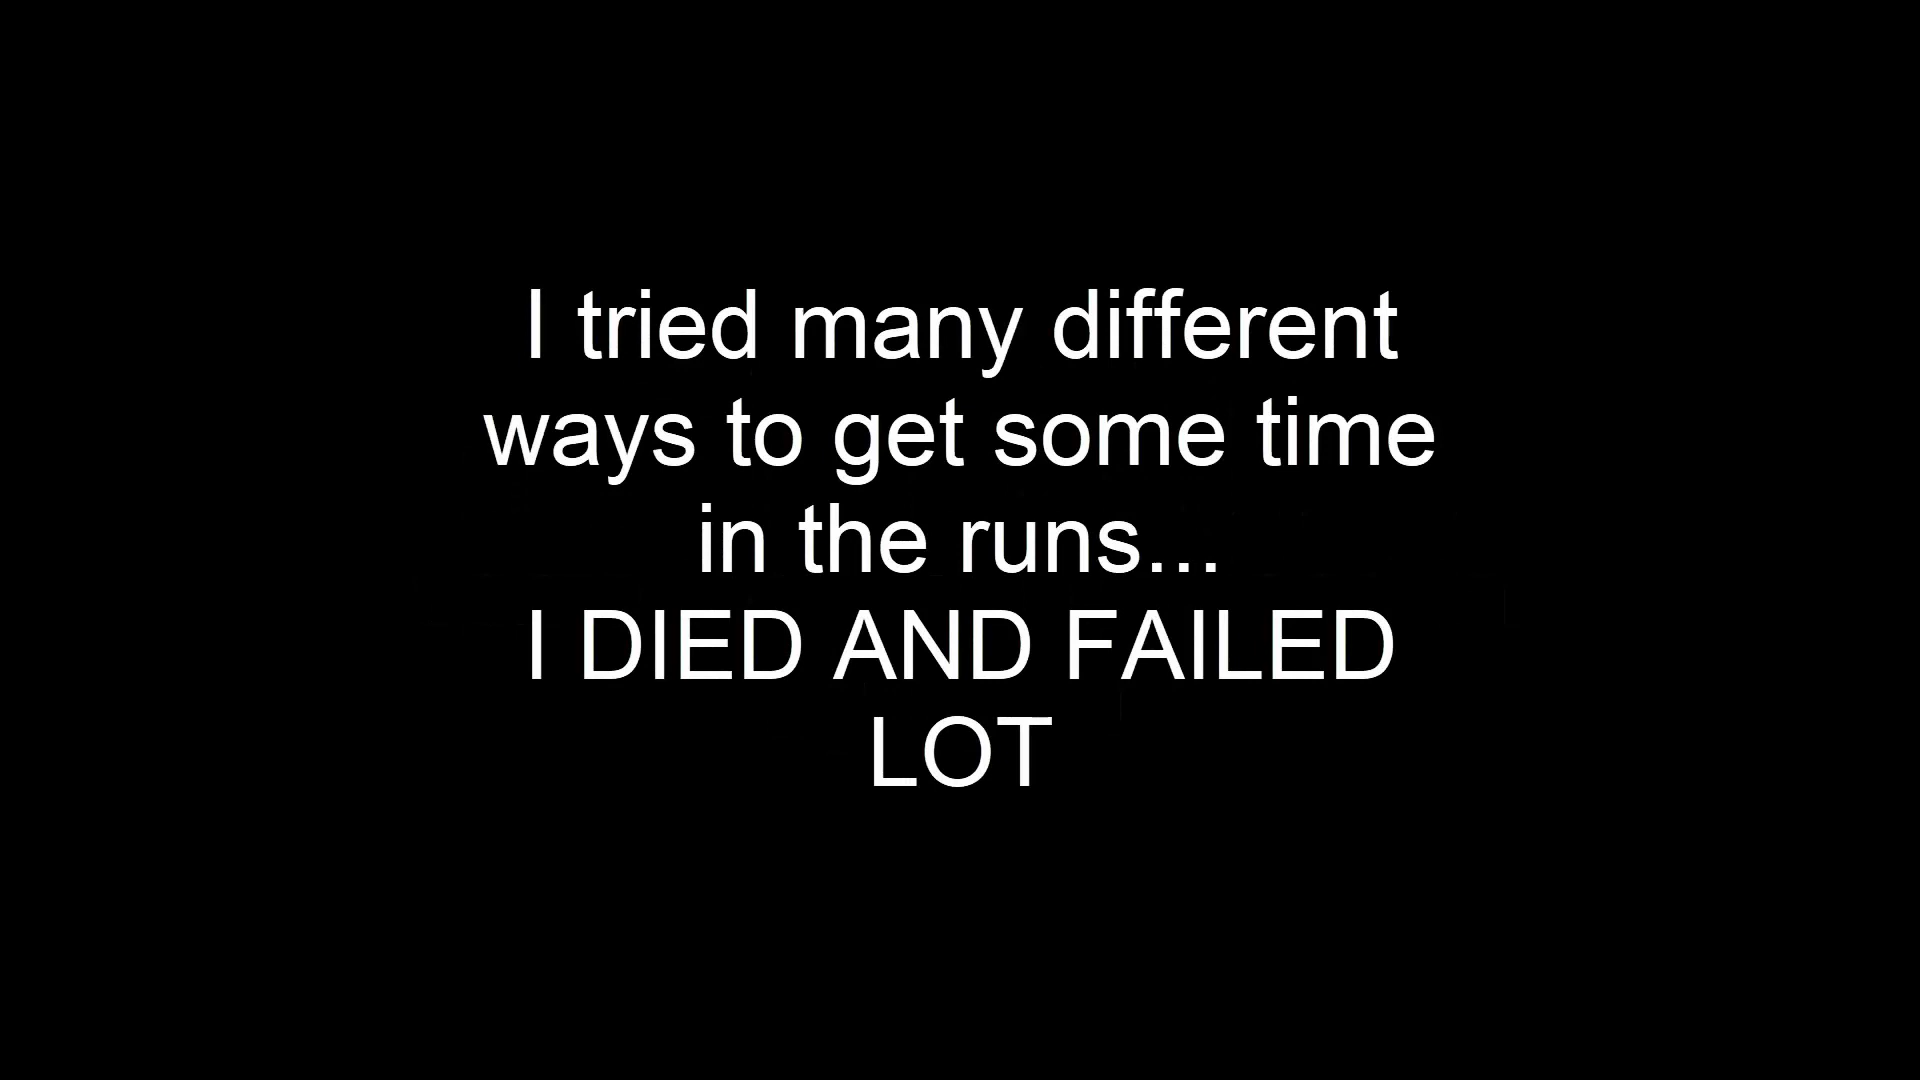 I tried many different
ways to get some time
in the runs...
I DIED AND FAILED
LOT